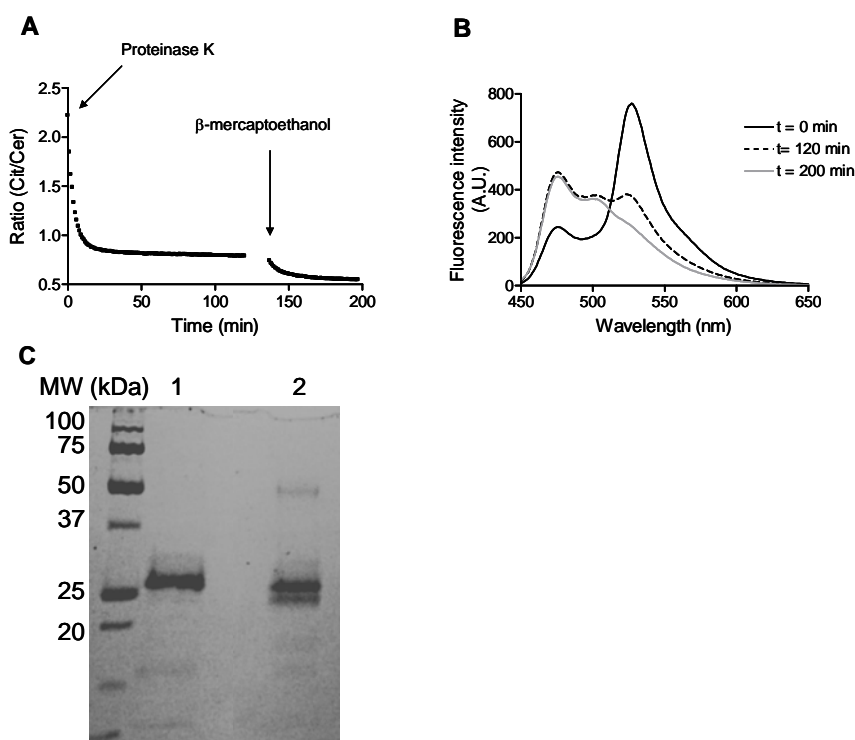 A
Proteinase K
β-mercaptoethanol
Ratio (Cit/Cer)
2.5
2.0
1.5
1.0
0.5
0
50
100
150
200
Time (min)
B
Fluorescence intensity
(A.U.)
800
600
400
200
0
450
500
550
600
650
Wavelength (nm)
t = 0 min
t= 120 min
t = 200 min
C
MW (kDa) 1 2
100
75
50
37
25
20